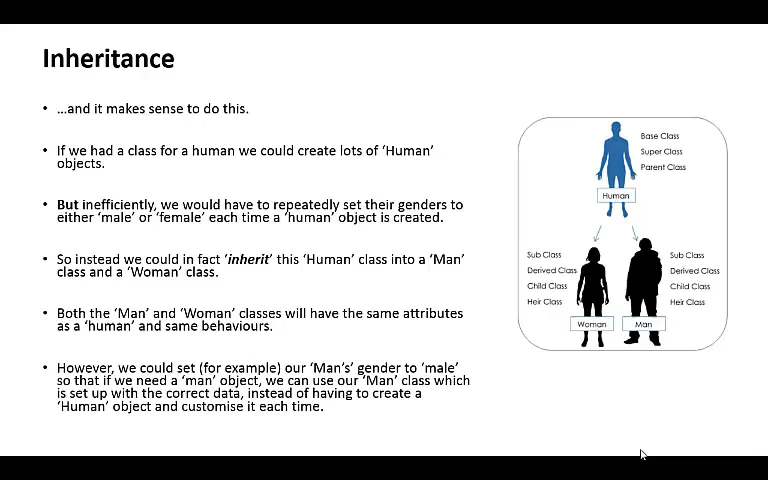 Inheritance
• …and it makes sense to do this.
• If we had a class for a human we could create lots of ‘Human’
objects.
• But inefficiently, we would have to repeatedly set their genders to
either ‘male’ or ‘female’ each time a ‘human’ object is created.
• So instead we could in fact ‘inherit’ this ‘Human’ class into a ‘Man’
class and a ‘Woman’ class.
• Both the ‘Man’ and ‘Woman’ classes will have the same attributes
as a ‘human’ and same behaviours.
• However, we could set (for example) our ‘Man’s’ gender to ‘male’
so that if we need a ‘man’ object, we can use our ‘Man’ class which
is set up with the correct data, instead of having to create a
‘Human’ object and customise it each time.
Base Class
Super Class
Parent Class
Human
Sub Class
Derived Class
Child Class
Heir Class
Woman
Sub Class
Derived Class
Child Class
Heir Class
Man